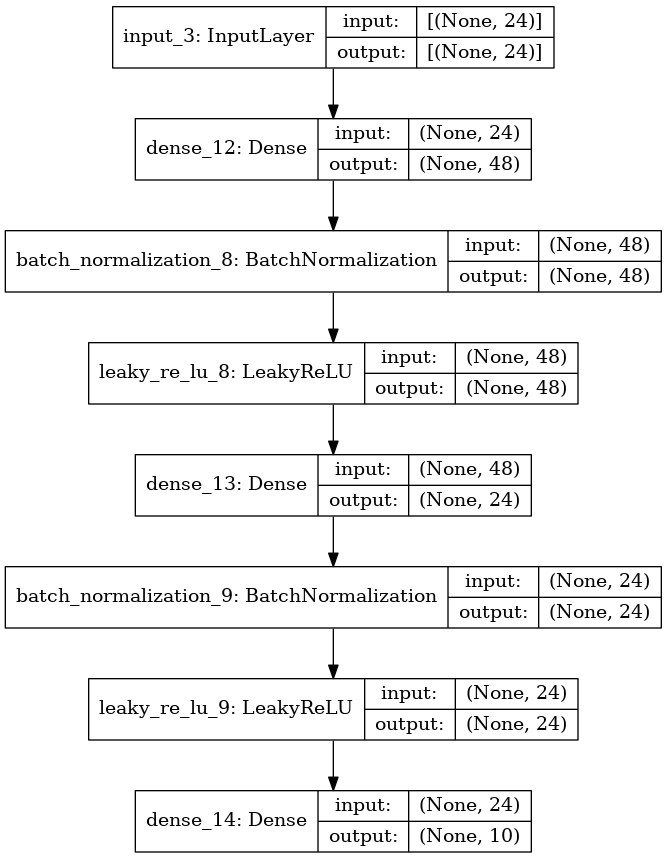 input_3: InputLayer
input: [(None, 24)]
output: [(None, 24)]
dense_12: Dense
input: (None, 24)
output: (None, 48)
batch_normalization_8: BatchNormalization
input: (None, 48)
output: (None, 48)
leaky_re_lu_8: LeakyReLU
input: (None, 48)
output: (None, 48)
dense_13: Dense
input: (None, 48)
output: (None, 24)
batch_normalization_9: BatchNormalization
input: (None, 24)
output: (None, 24)
leaky_re_lu_9: LeakyReLU
input: (None, 24)
output: (None, 24)
dense_14: Dense
input: (None, 24)
output: (None, 10)